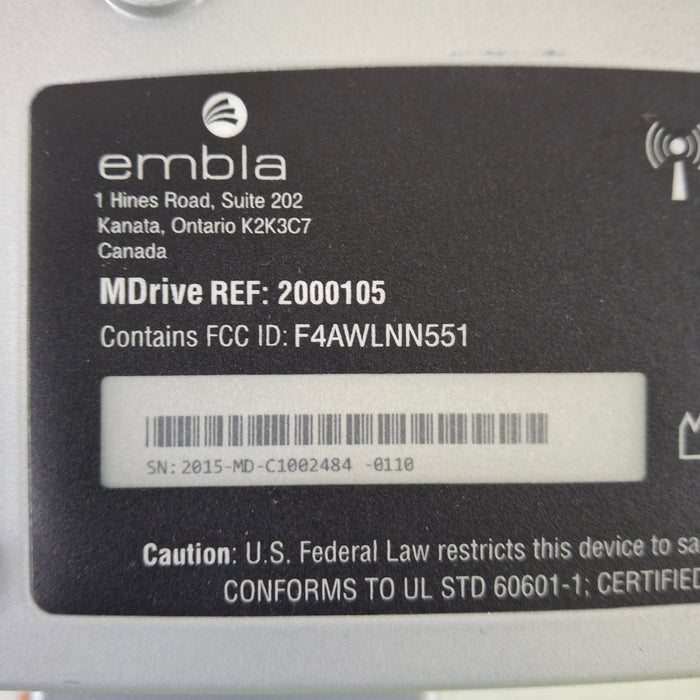 embla
1 Hines Road, Suite 202
Kanata, Ontario K2K3C7
Canada
MDrive REF: 2000105
Contains FCC ID: F4AWLNN551
SN: 2015-MD-C1002484 -0110
Caution: U.S. Federal Law restricts this device to sa
CONFORMS TO UL STD 60601-1; CERTIFIED